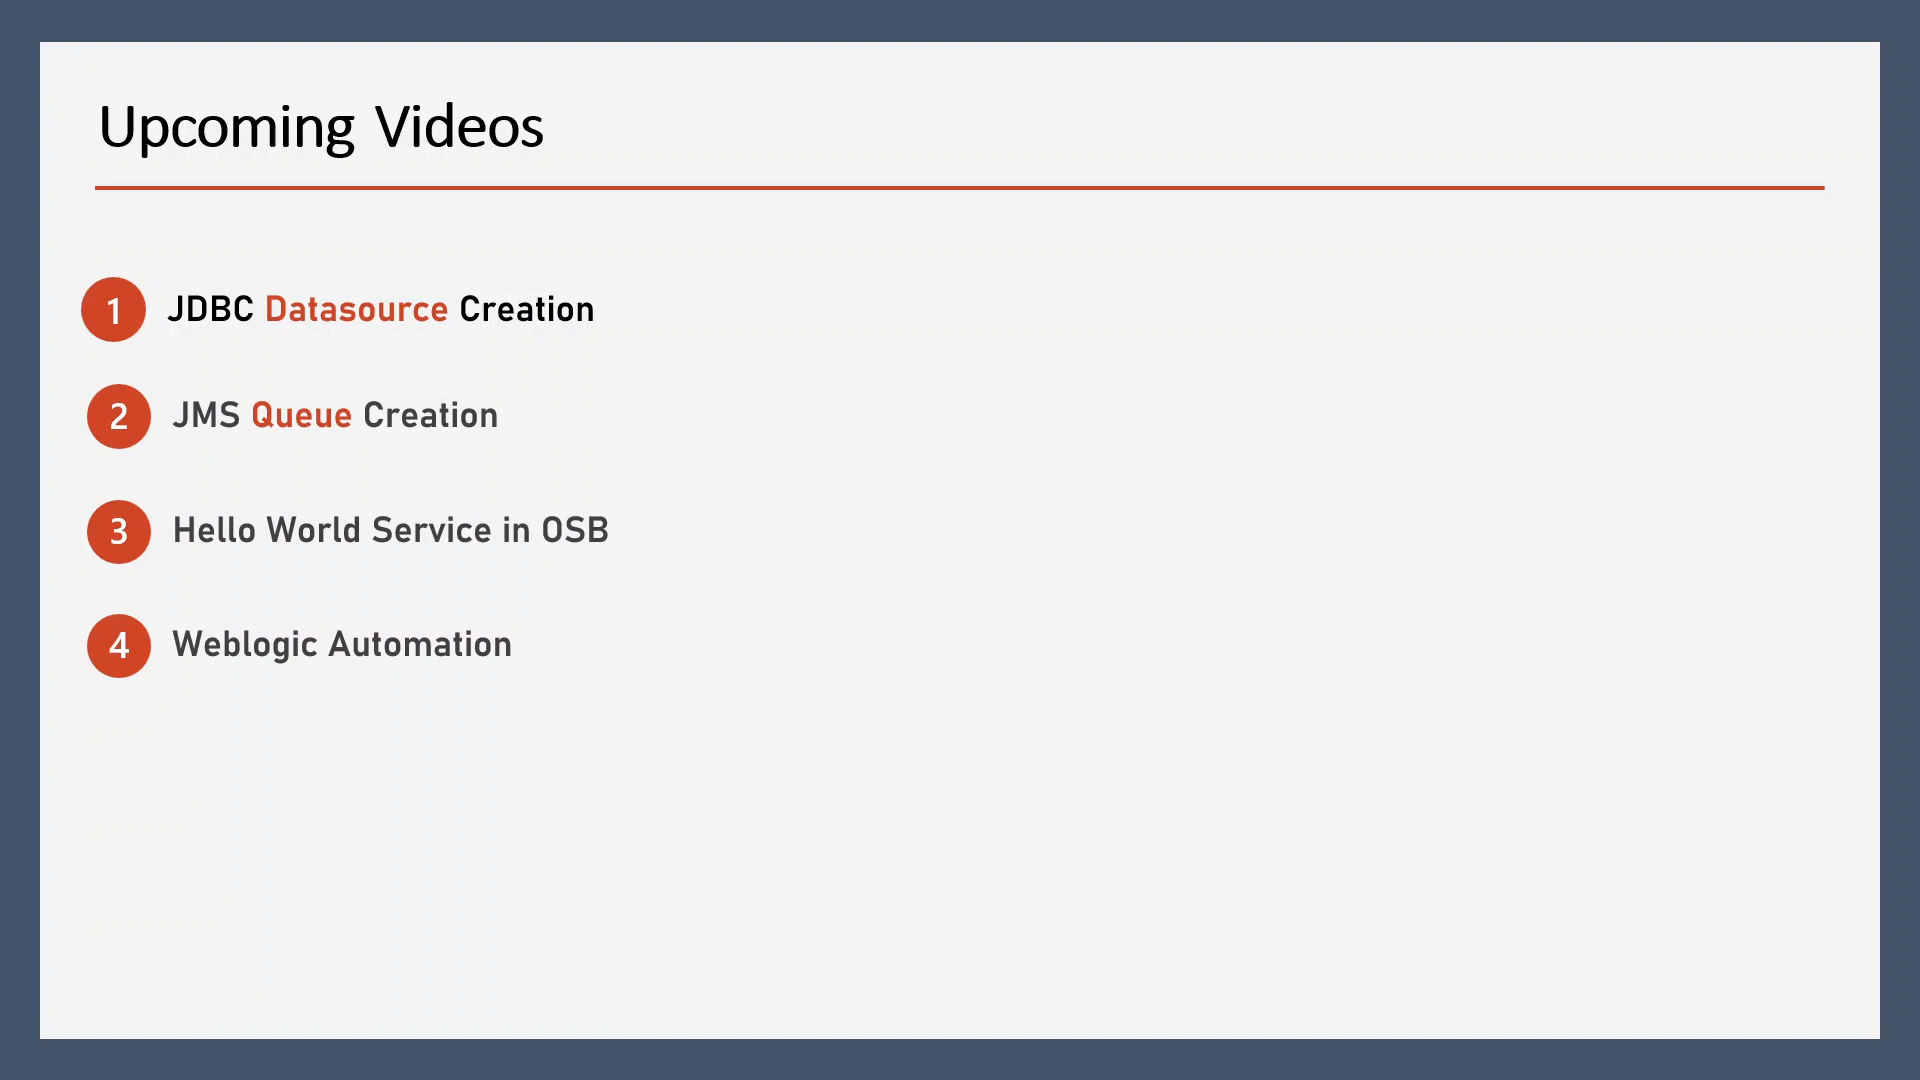 Upcoming Videos
1 JDBC Datasource Creation
2 JMS Queue Creation
3 Hello World Service in OSB
4 Weblogic Automation